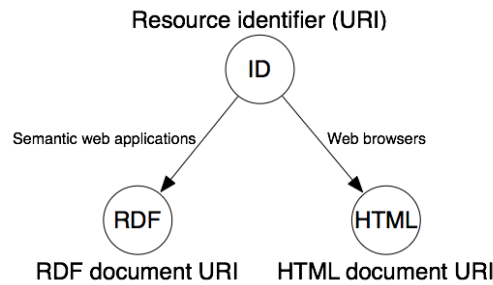 Resource identifier (URI)
ID
Semantic web applications
Web browsers
RDF
HTML
RDF document URI
HTML document URI